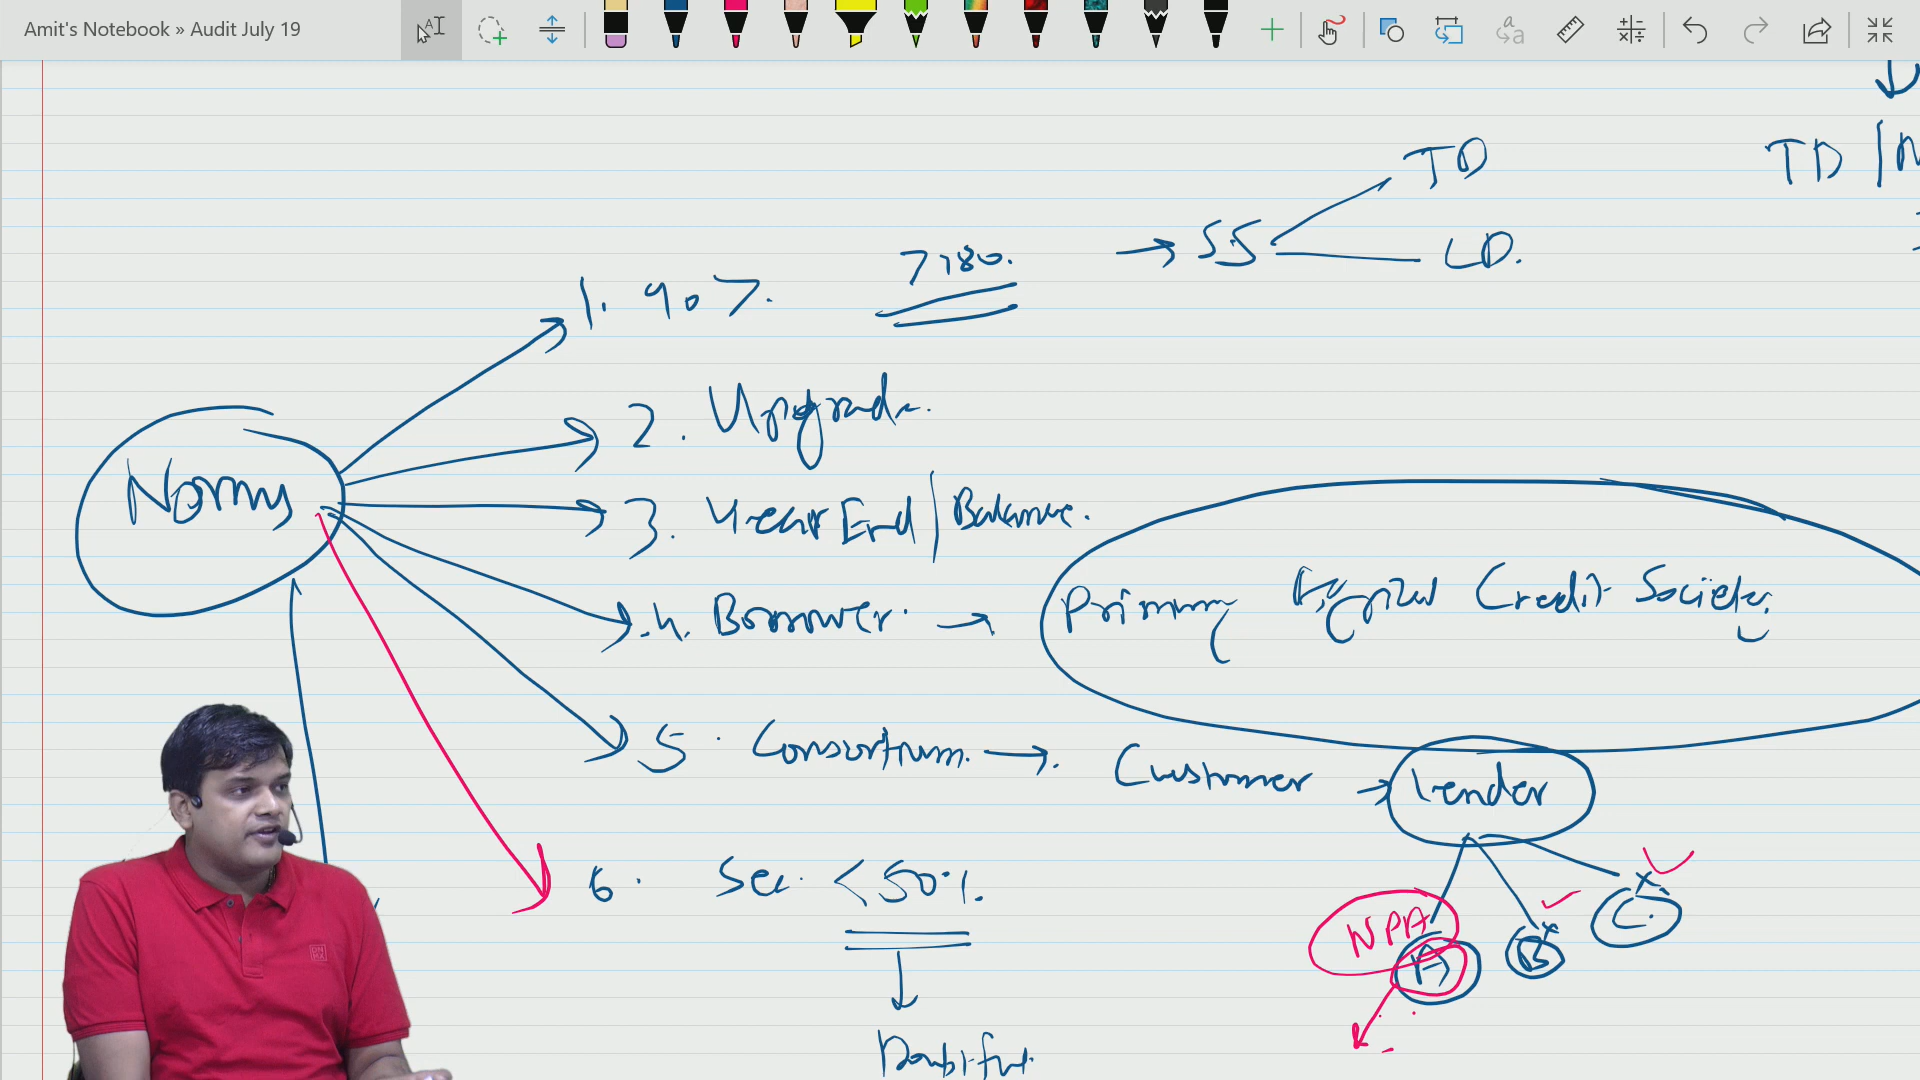 Amit's Notebook » Audit July 19
TD
TD
SS
LD.
1. 90 >.
7180.
2. Upgrade.
3. Year End | Balance.
Norms
4. Borrower. → Primary Credit Society.
5. Consortium. → Customer → Lender
6. Sec. < 50%.
NPA
A
B
C.
Doubtful.